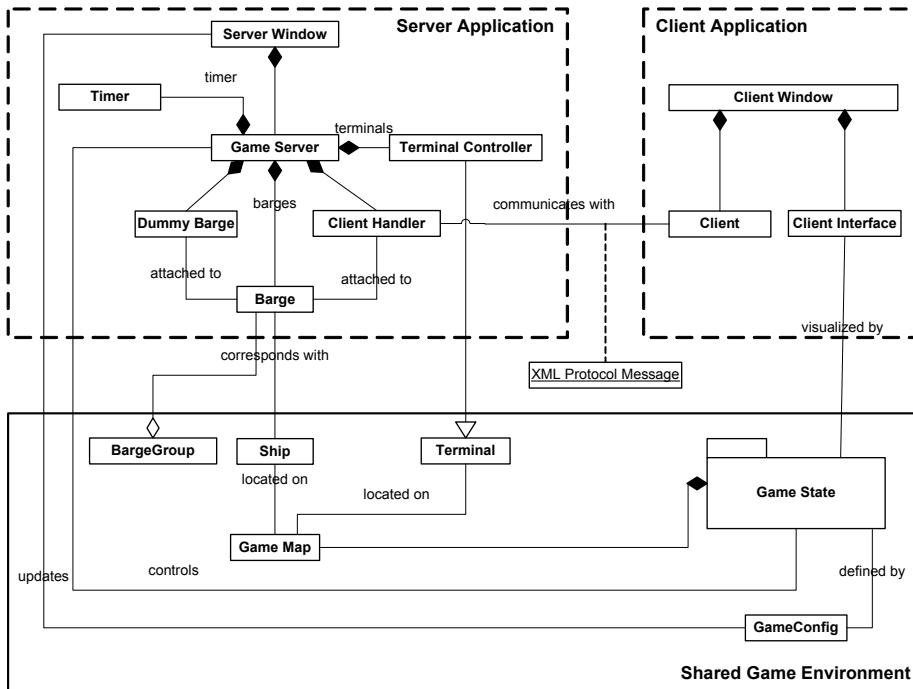 Server Window
Server Application
Client Application
timer
Timer
Client Window
terminals
Game Server
Terminal Controller
barges
communicates with
Dummy Barge
Client Handler
Client
Client Interface
attached to
attached to
Barge
visualized by
corresponds with
XML Protocol Message
BargeGroup
Ship
Terminal
located on
located on
Game State
Game Map
updates
controls
defined by
GameConfig
Shared Game Environment